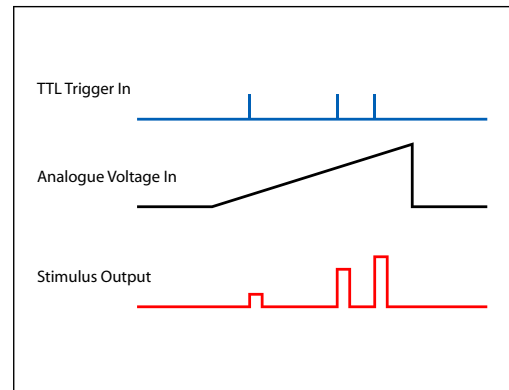 TTL Trigger In
Analogue Voltage In
Stimulus Output